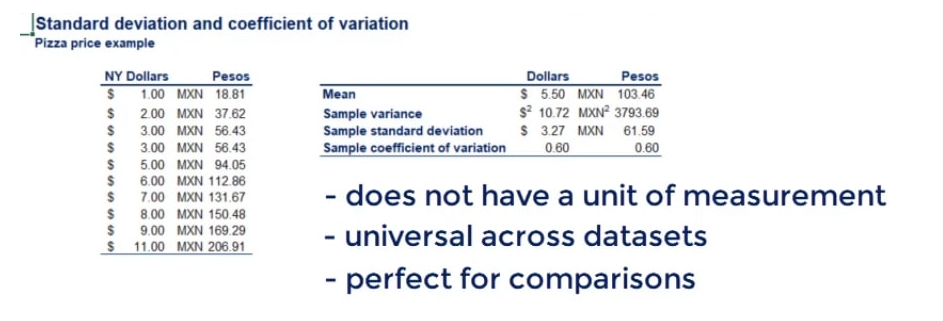 Standard deviation and coefficient of variation
Pizza price example
NY Dollars Pesos
$ 1.00 MXN 18.81
$ 2.00 MXN 37.62
$ 3.00 MXN 56.43
$ 3.00 MXN 56.43
$ 5.00 MXN 94.05
$ 6.00 MXN 112.86
$ 7.00 MXN 131.67
$ 8.00 MXN 150.48
$ 9.00 MXN 169.29
$ 11.00 MXN 206.91
Dollars Pesos
Mean $ 5.50 MXN 103.46
Sample variance $² 10.72 MXN² 3793.69
Sample standard deviation $ 3.27 MXN 61.59
Sample coefficient of variation 0.60 0.60
- does not have a unit of measurement
- universal across datasets
- perfect for comparisons